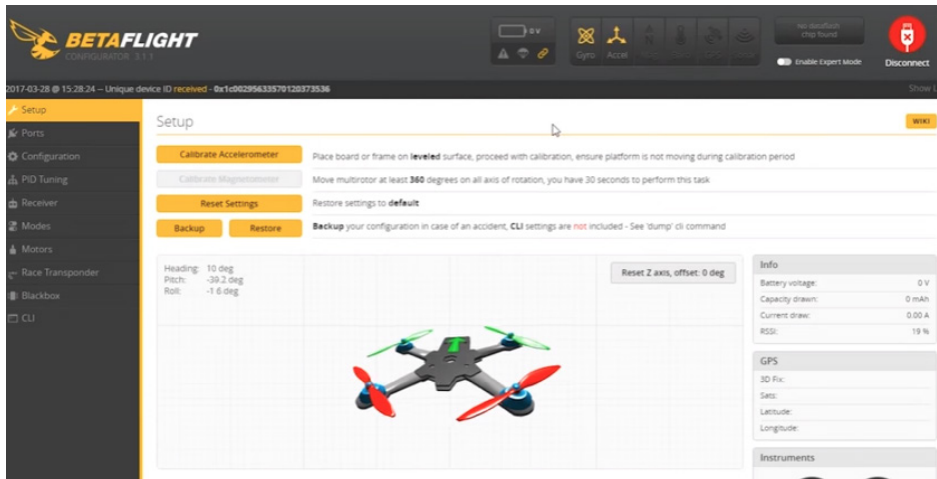 BETAFLIGHT
CONFIGURATOR 3.1.1
0 V
Gyro
Accel
no dataflash
chip found
Enable Expert Mode
Disconnect
2017-03-28 @ 15:28:24 -- Unique device ID received - 0x1c00295633570120373536
Show L
Setup
Ports
Configuration
PID Tuning
Receiver
Modes
Motors
Race Transponder
Blackbox
CLI
Setup
WIKI
Calibrate Accelerometer
Place board or frame on leveled surface, proceed with calibration, ensure platform is not moving during calibration period
Calibrate Magnetometer
Move multirotor at least 360 degrees on all axis of rotation, you have 30 seconds to perform this task
Reset Settings
Restore settings to default
Backup
Restore
Backup your configuration in case of an accident, CLI settings are not included - See 'dump' cli command
Heading: 10 deg
Pitch: -39.2 deg
Roll: -1.6 deg
Reset Z axis, offset: 0 deg
Info
Battery voltage: 0 V
Capacity drawn: 0 mAh
Current draw: 0.00 A
RSSI: 19 %
GPS
3D Fix:
Sats:
Latitude:
Longitude:
Instruments